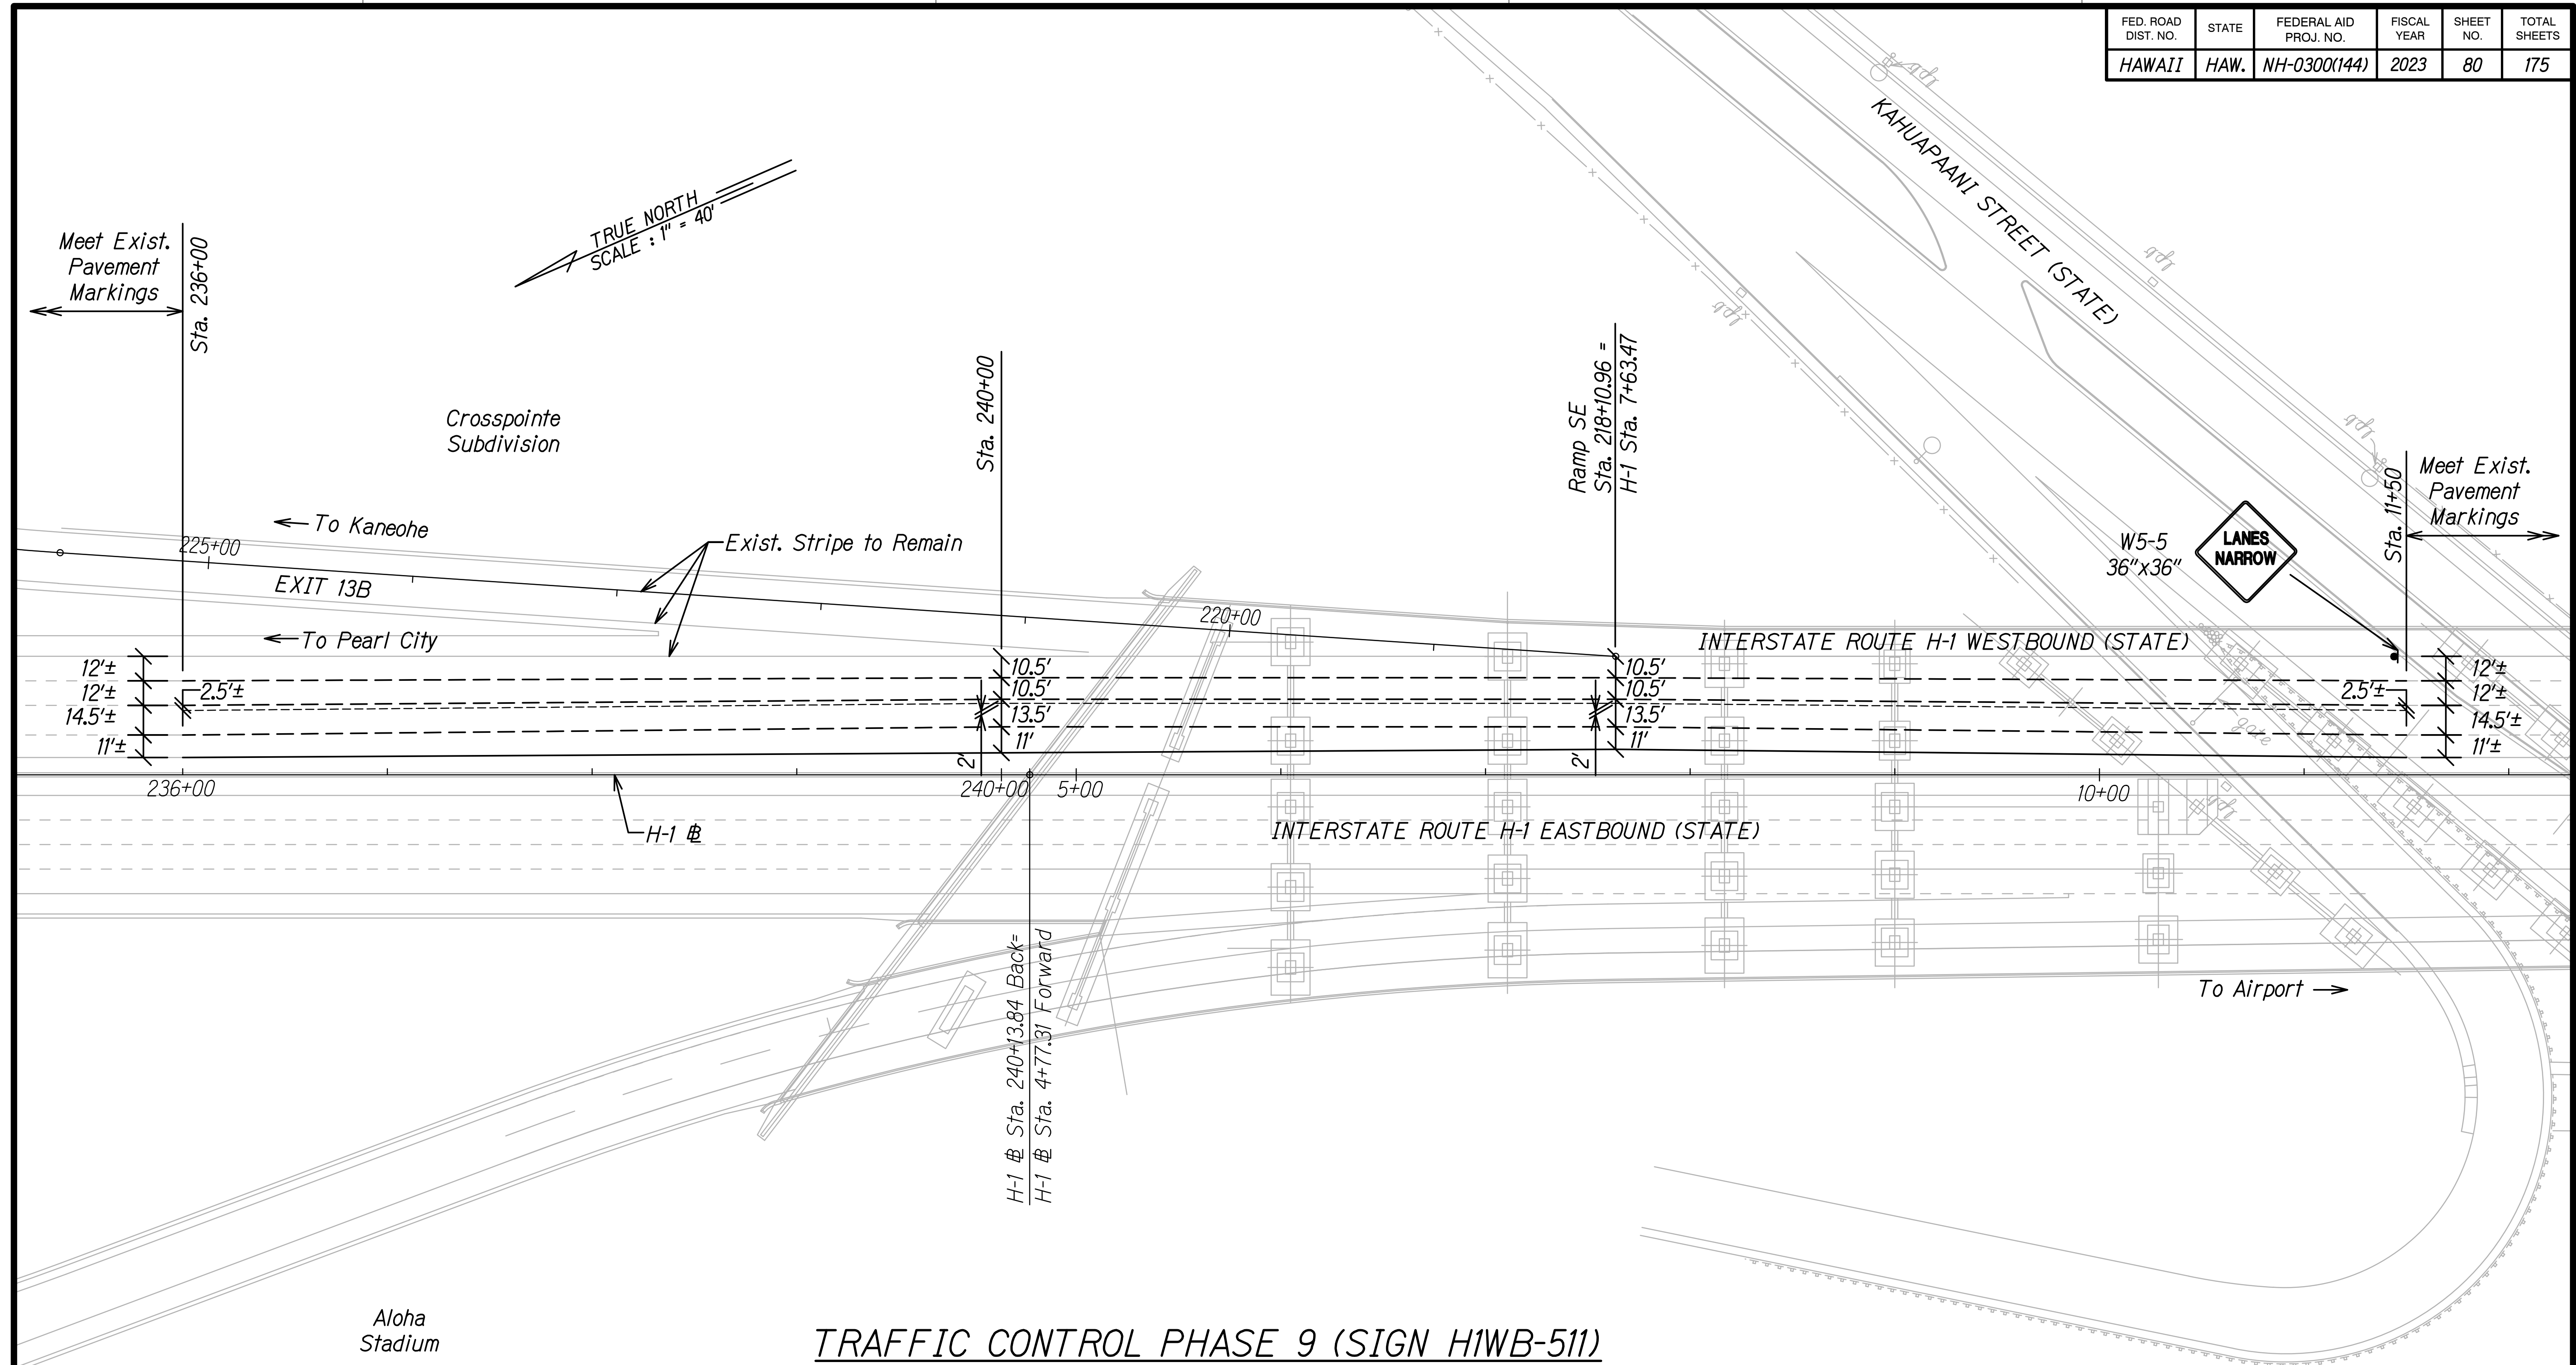 FED. ROAD DIST. NO.
STATE
FEDERAL AID PROJ. NO.
FISCAL YEAR
SHEET NO.
TOTAL SHEETS
HAWAII
HAW.
NH-0300(144)
2023
80
175
KAHUAPAANI STREET (STATE)
gph
gph
gph
gph
TRUE NORTH
SCALE : 1" = 40'
Meet Exist.
Pavement
Markings
Sta. 236+00
Crosspointe
Subdivision
Sta. 240+00
Ramp SE
Sta. 218+10.96 =
H-1 Sta. 7+63.47
Sta. 11+50
Meet Exist.
Pavement
Markings
W5-5
36"x36"
LANES
NARROW
To Kaneohe
225+00
Exist. Stripe to Remain
EXIT 13B
220+00
To Pearl City
INTERSTATE ROUTE H-1 WESTBOUND (STATE)
12'±
12'±
2.5'±
14.5'±
11'±
10.5'
10.5'
13.5'
11'
2'
10.5'
10.5'
13.5'
11'
2'
2.5'±
12'±
12'±
14.5'±
11'±
gate
236+00
240+00
5+00
10+00
gph
H-1 ⅊
INTERSTATE ROUTE H-1 EASTBOUND (STATE)
H-1 ⅊ Sta. 240+13.84 Back=
H-1 ⅊ Sta. 4+77.31 Forward
To Airport
Aloha
Stadium
TRAFFIC CONTROL PHASE 9 (SIGN H1WB-511)